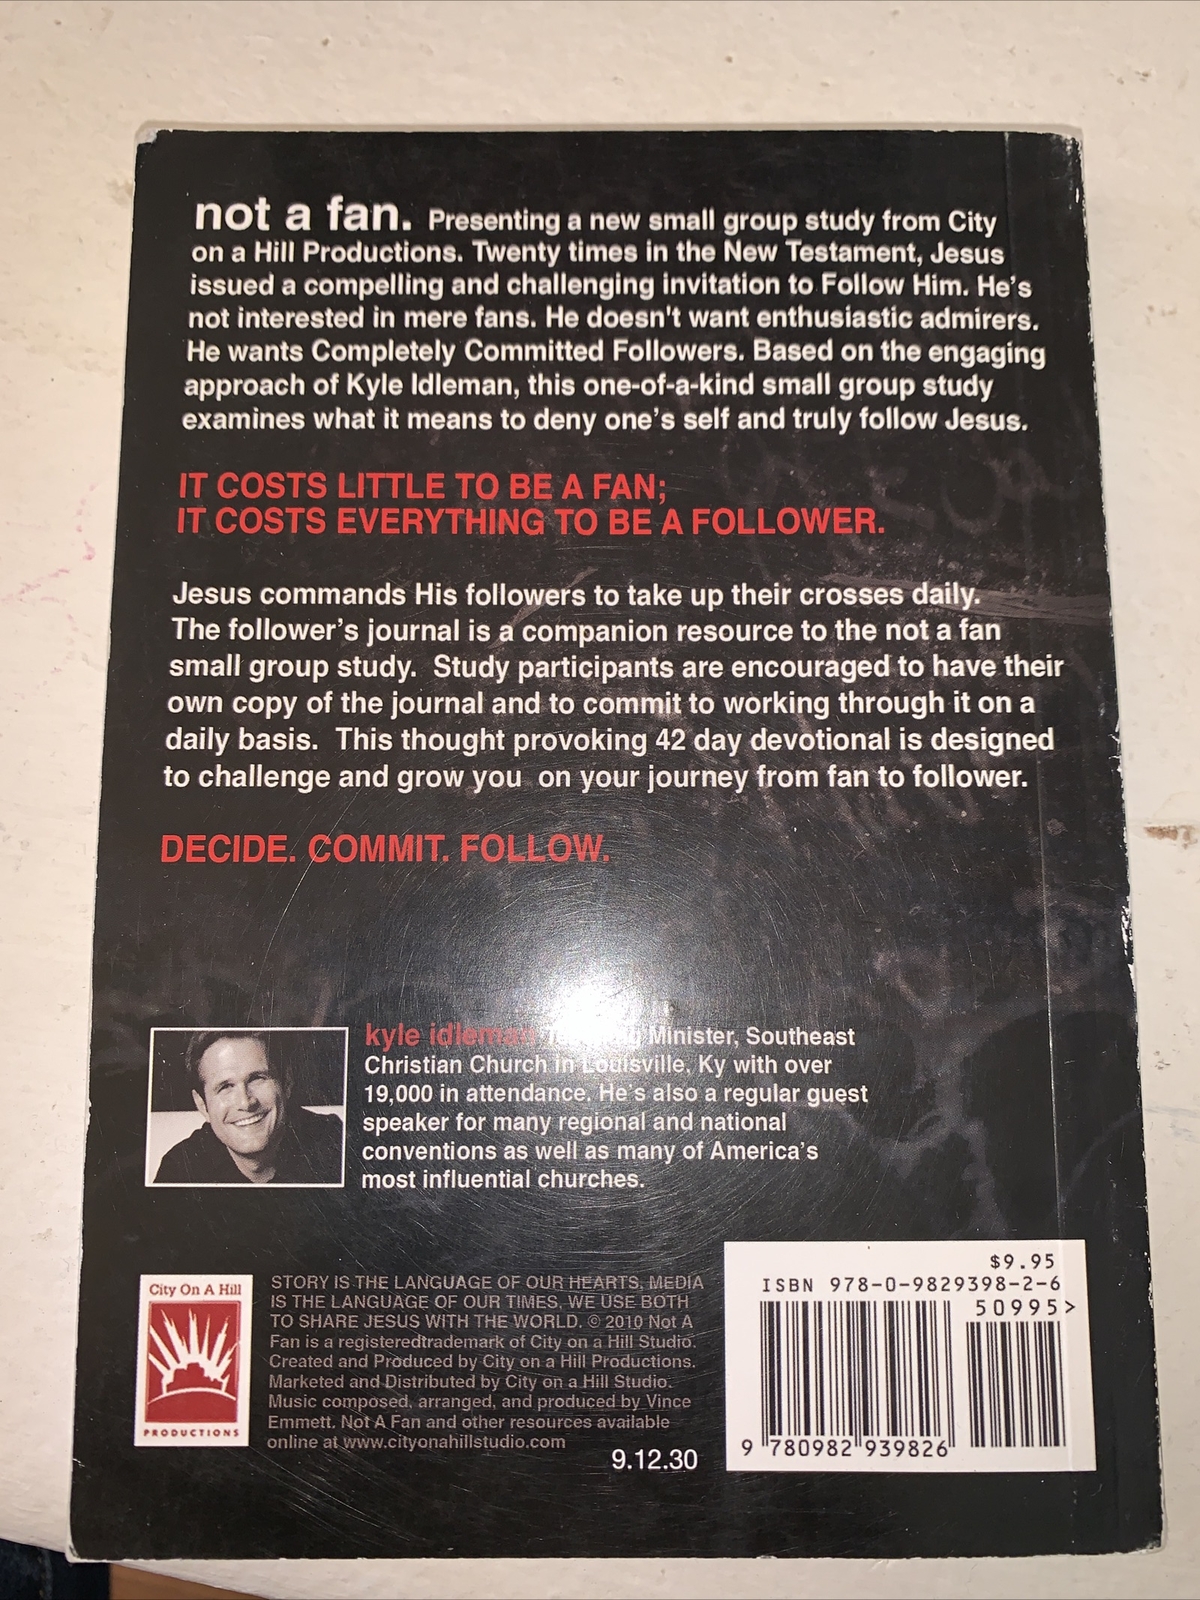 not a fan. Presenting a new small group study from City
on a Hill Productions. Twenty times in the New Testament, Jesus
issued a compelling and challenging invitation to Follow Him. He's
not interested in mere fans. He doesn't want enthusiastic admirers.
He wants Completely Committed Followers. Based on the engaging
approach of Kyle Idleman, this one-of-a-kind small group study
examines what it means to deny one's self and truly follow Jesus.
IT COSTS LITTLE TO BE A FAN;
IT COSTS EVERYTHING TO BE A FOLLOWER.
Jesus commands His followers to take up their crosses daily.
The follower's journal is a companion resource to the not a fan
small group study. Study participants are encouraged to have their
own copy of the journal and to commit to working through it on a
daily basis. This thought provoking 42 day devotional is designed
to challenge and grow you on your journey from fan to follower.
DECIDE. COMMIT. FOLLOW.
kyle idleman Minister, Southeast
Christian Church in Louisville, Ky with over
19,000 in attendance. He's also a regular guest
speaker for many regional and national
conventions as well as many of America's
most influential churches.
City On A Hill
PRODUCTIONS
STORY IS THE LANGUAGE OF OUR HEARTS. MEDIA
IS THE LANGUAGE OF OUR TIMES. WE USE BOTH
TO SHARE JESUS WITH THE WORLD. © 2010 Not A
Fan is a registeredtrademark of City on a Hill Studio.
Created and Produced by City on a Hill Productions.
Marketed and Distributed by City on a Hill Studio.
Music composed, arranged, and produced by Vince
Emmett. Not A Fan and other resources available
online at www.cityonahillstudio.com
9.12.30
$9.95
ISBN 978-0-9829398-2-6
50995>
9 780982 939826